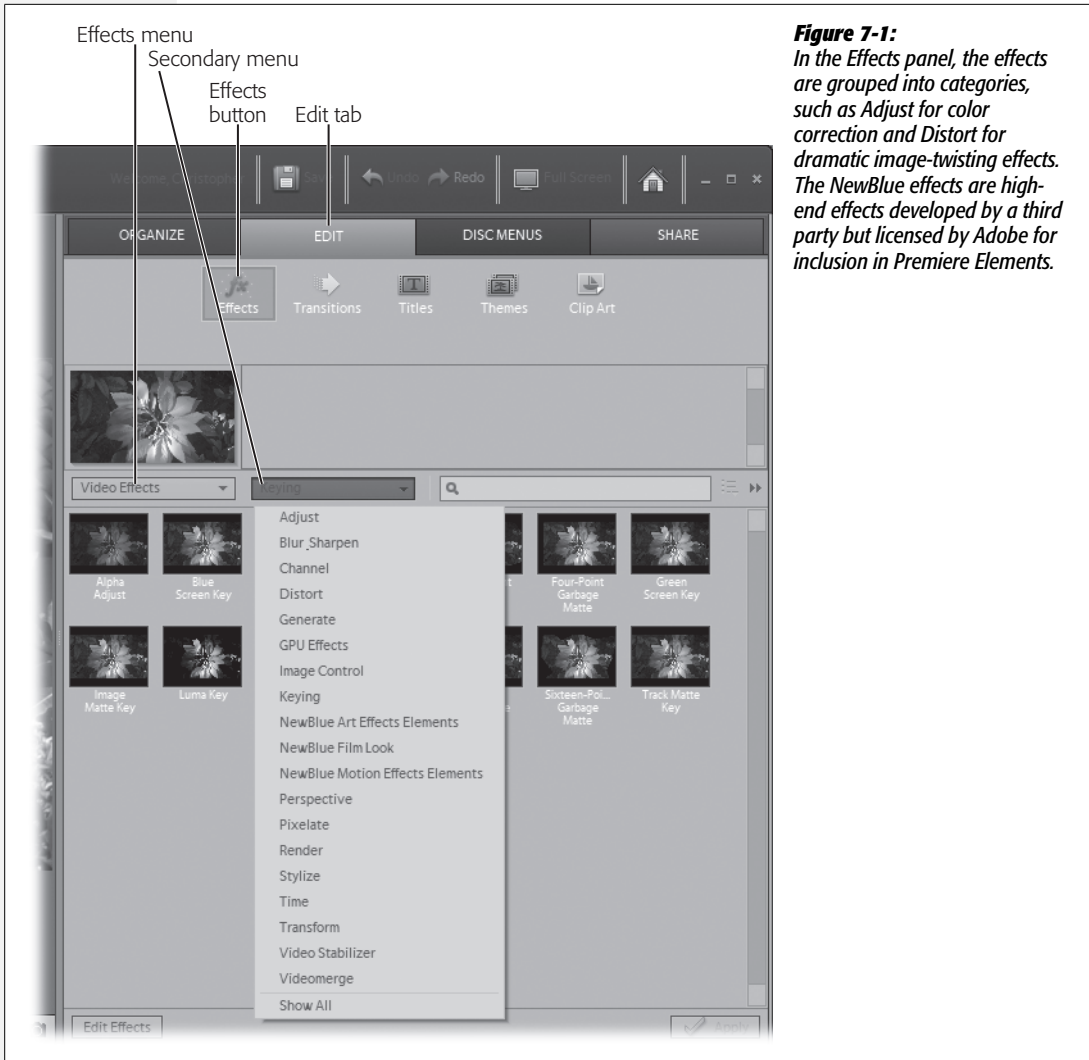 Effects menu
Secondary menu
Effects
button
Edit tab
Figure 7-1:
In the Effects panel, the effects
are grouped into categories,
such as Adjust for color
correction and Distort for
dramatic image-twisting effects.
The NewBlue effects are high-
end effects developed by a third
party but licensed by Adobe for
inclusion in Premiere Elements.
Welcome, Christopher
Save
Undo
Redo
Full Screen
ORGANIZE
EDIT
DISC MENUS
SHARE
fx
Effects
Transitions
Titles
Themes
Clip Art
Video Effects
Keying
Adjust
Blur_Sharpen
Channel
Distort
Generate
GPU Effects
Image Control
Keying
NewBlue Art Effects Elements
NewBlue Film Look
NewBlue Motion Effects Elements
Perspective
Pixelate
Render
Stylize
Time
Transform
Video Stabilizer
Videomerge
Show All
Alpha
Adjust
Blue
Screen Key
Four-Point
Garbage
Matte
Green
Screen Key
Image
Matte Key
Luma Key
Sixteen-Poi...
Garbage
Matte
Track Matte
Key
Edit Effects
Apply